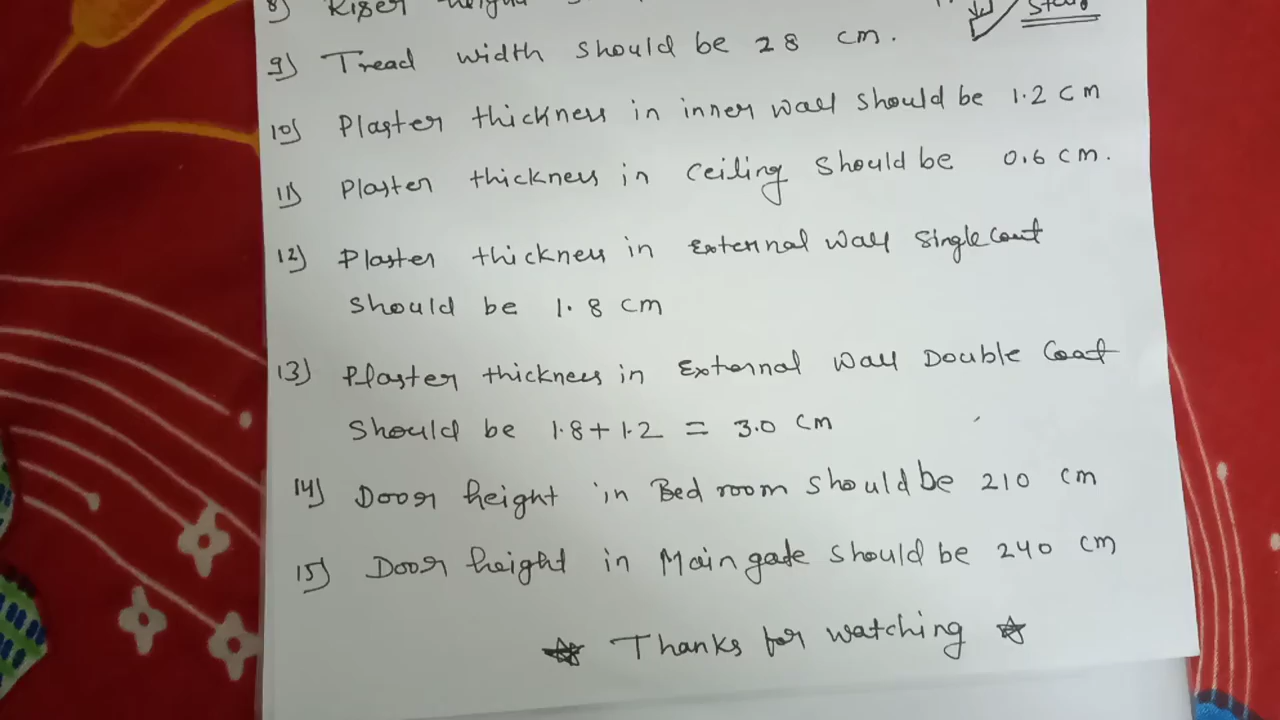 8) Riser height
Stairs
9) Tread width should be 28 cm.
10) Plaster thickness in inner wall should be 1.2 cm
11) Plaster thickness in ceiling should be 0.6 cm.
12) Plaster thickness in External wall Single Coat
should be 1.8 cm
13) Plaster thickness in External wall Double Coat
should be 1.8 + 1.2 = 3.0 cm
14) Door height in Bed room should be 210 cm
15) Door height in Main gate should be 240 cm
Thanks for watching